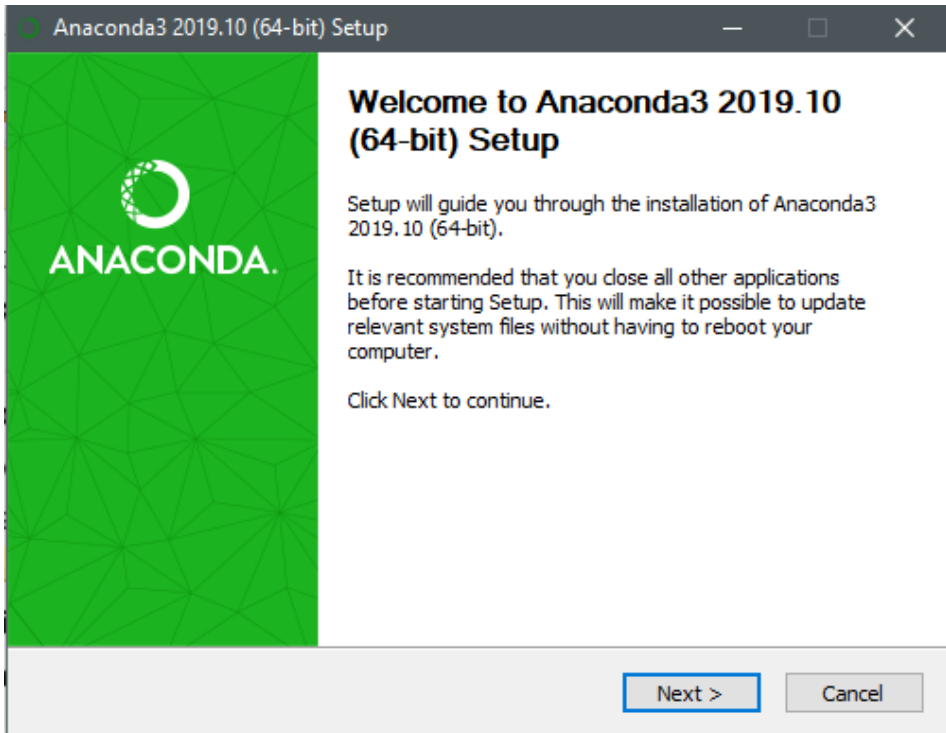 Anaconda3 2019.10 (64-bit) Setup
ANACONDA.
Welcome to Anaconda3 2019.10
(64-bit) Setup
Setup will guide you through the installation of Anaconda3
2019.10 (64-bit).
It is recommended that you close all other applications
before starting Setup. This will make it possible to update
relevant system files without having to reboot your
computer.
Click Next to continue.
Next >
Cancel